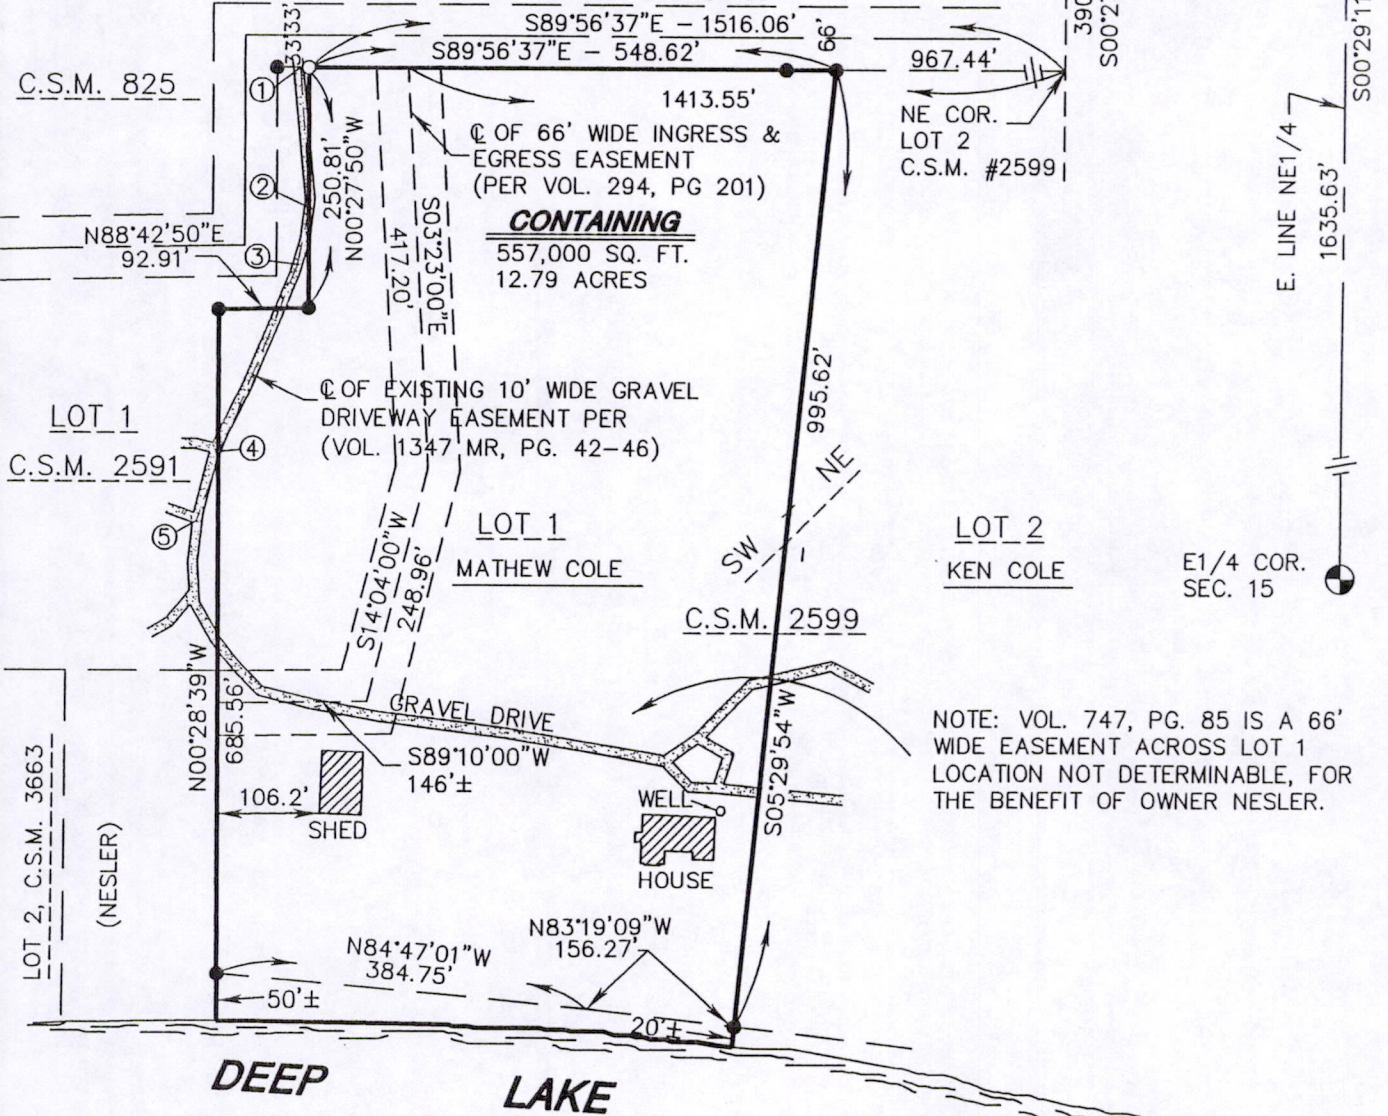 S89°56'37"E - 1516.06'
S89°56'37"E - 548.62'
33'33'
66'
967.44'
390
S00°2
S00°29'11
C.S.M. 825
①
1413.55'
NE COR.
LOT 2
C.S.M. #2599
℄ OF 66' WIDE INGRESS &
EGRESS EASEMENT
(PER VOL. 294, PG 201)
CONTAINING
557,000 SQ. FT.
12.79 ACRES
E. LINE NE1/4
1635.63'
②
250.81'
N00°27'50"W
417.20'
S03°23'00"E
N88°42'50"E
92.91'
③
℄ OF EXISTING 10' WIDE GRAVEL
DRIVEWAY EASEMENT PER
(VOL. 1347 MR, PG. 42-46)
995.62'
LOT 1
C.S.M. 2591
④
⑤
SW
NE
LOT 1
MATHEW COLE
LOT 2
KEN COLE
E1/4 COR.
SEC. 15
S14°04'00"W
248.96'
C.S.M. 2599
N00°28'39"W
685.56'
GRAVEL DRIVE
S05°29'54"W
NOTE: VOL. 747, PG. 85 IS A 66'
WIDE EASEMENT ACROSS LOT 1
LOCATION NOT DETERMINABLE, FOR
THE BENEFIT OF OWNER NESLER.
S89°10'00"W
146'±
106.2'
SHED
WELL
HOUSE
LOT 2, C.S.M. 3663
(NESLER)
N83°19'09"W
156.27'
N84°47'01"W
384.75'
50'±
20'±
DEEP LAKE